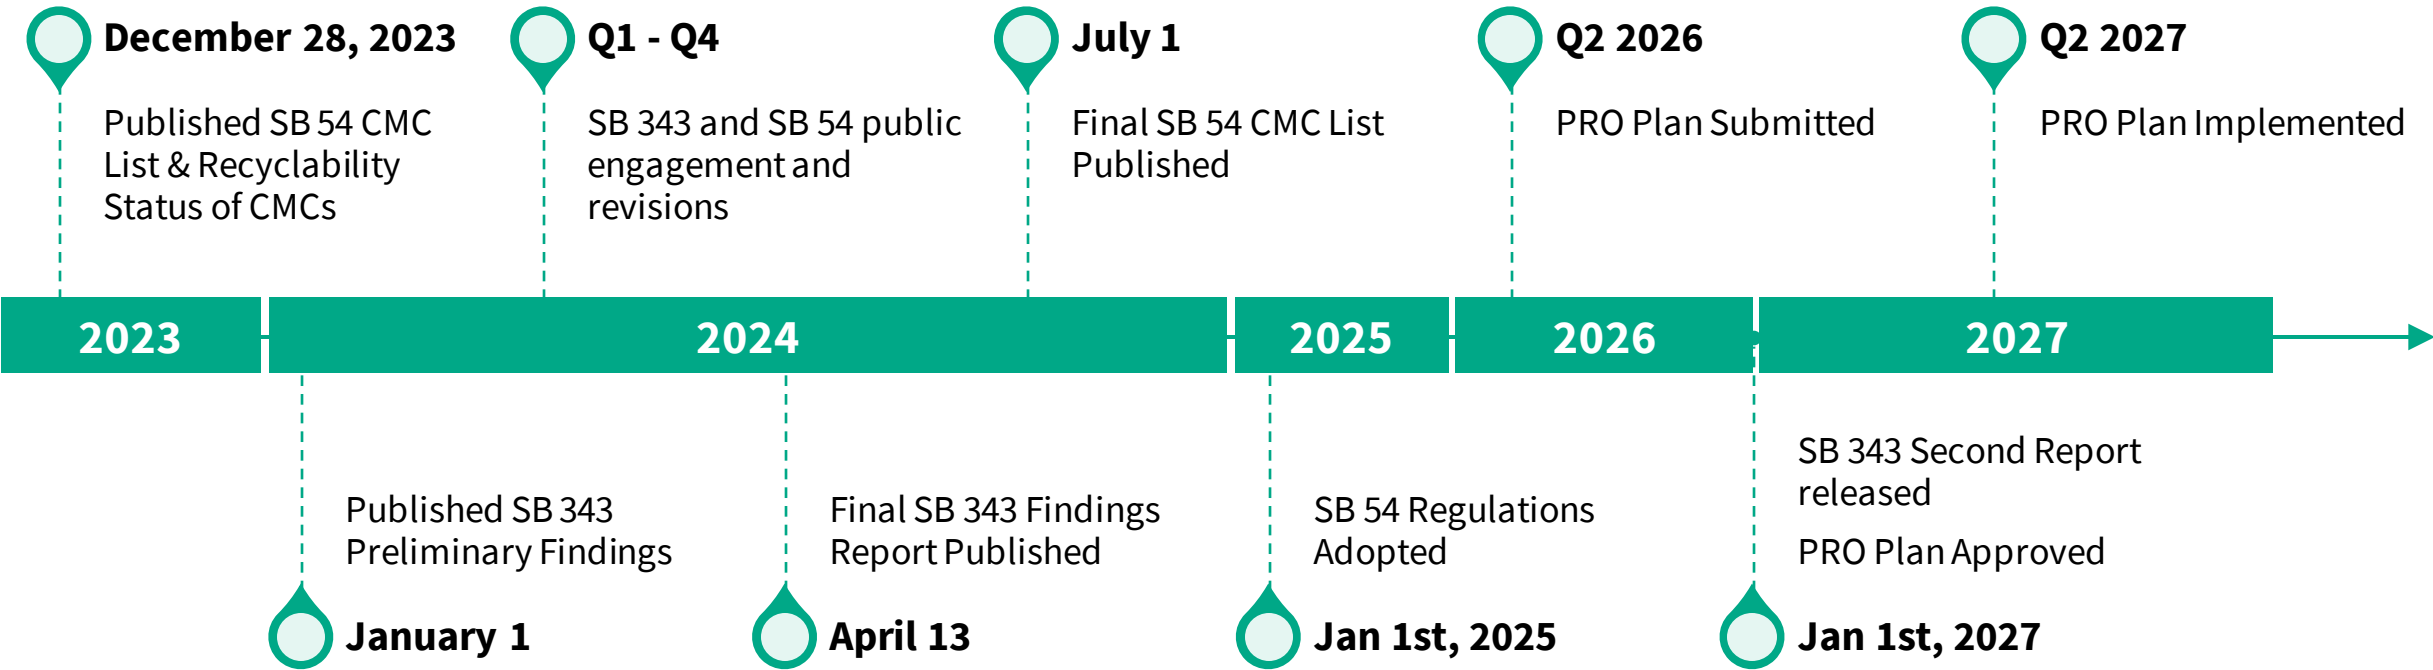 December 28, 2023
Published SB 54 CMC
List & Recyclability
Status of CMCs
Q1 - Q4
SB 343 and SB 54 public
engagement and
revisions
July 1
Final SB 54 CMC List
Published
Q2 2026
PRO Plan Submitted
Q2 2027
PRO Plan Implemented
2023
2024
2025
2026
2027
Published SB 343
Preliminary Findings
January 1
Final SB 343 Findings
Report Published
April 13
SB 54 Regulations
Adopted
Jan 1st, 2025
SB 343 Second Report
released
PRO Plan Approved
Jan 1st, 2027